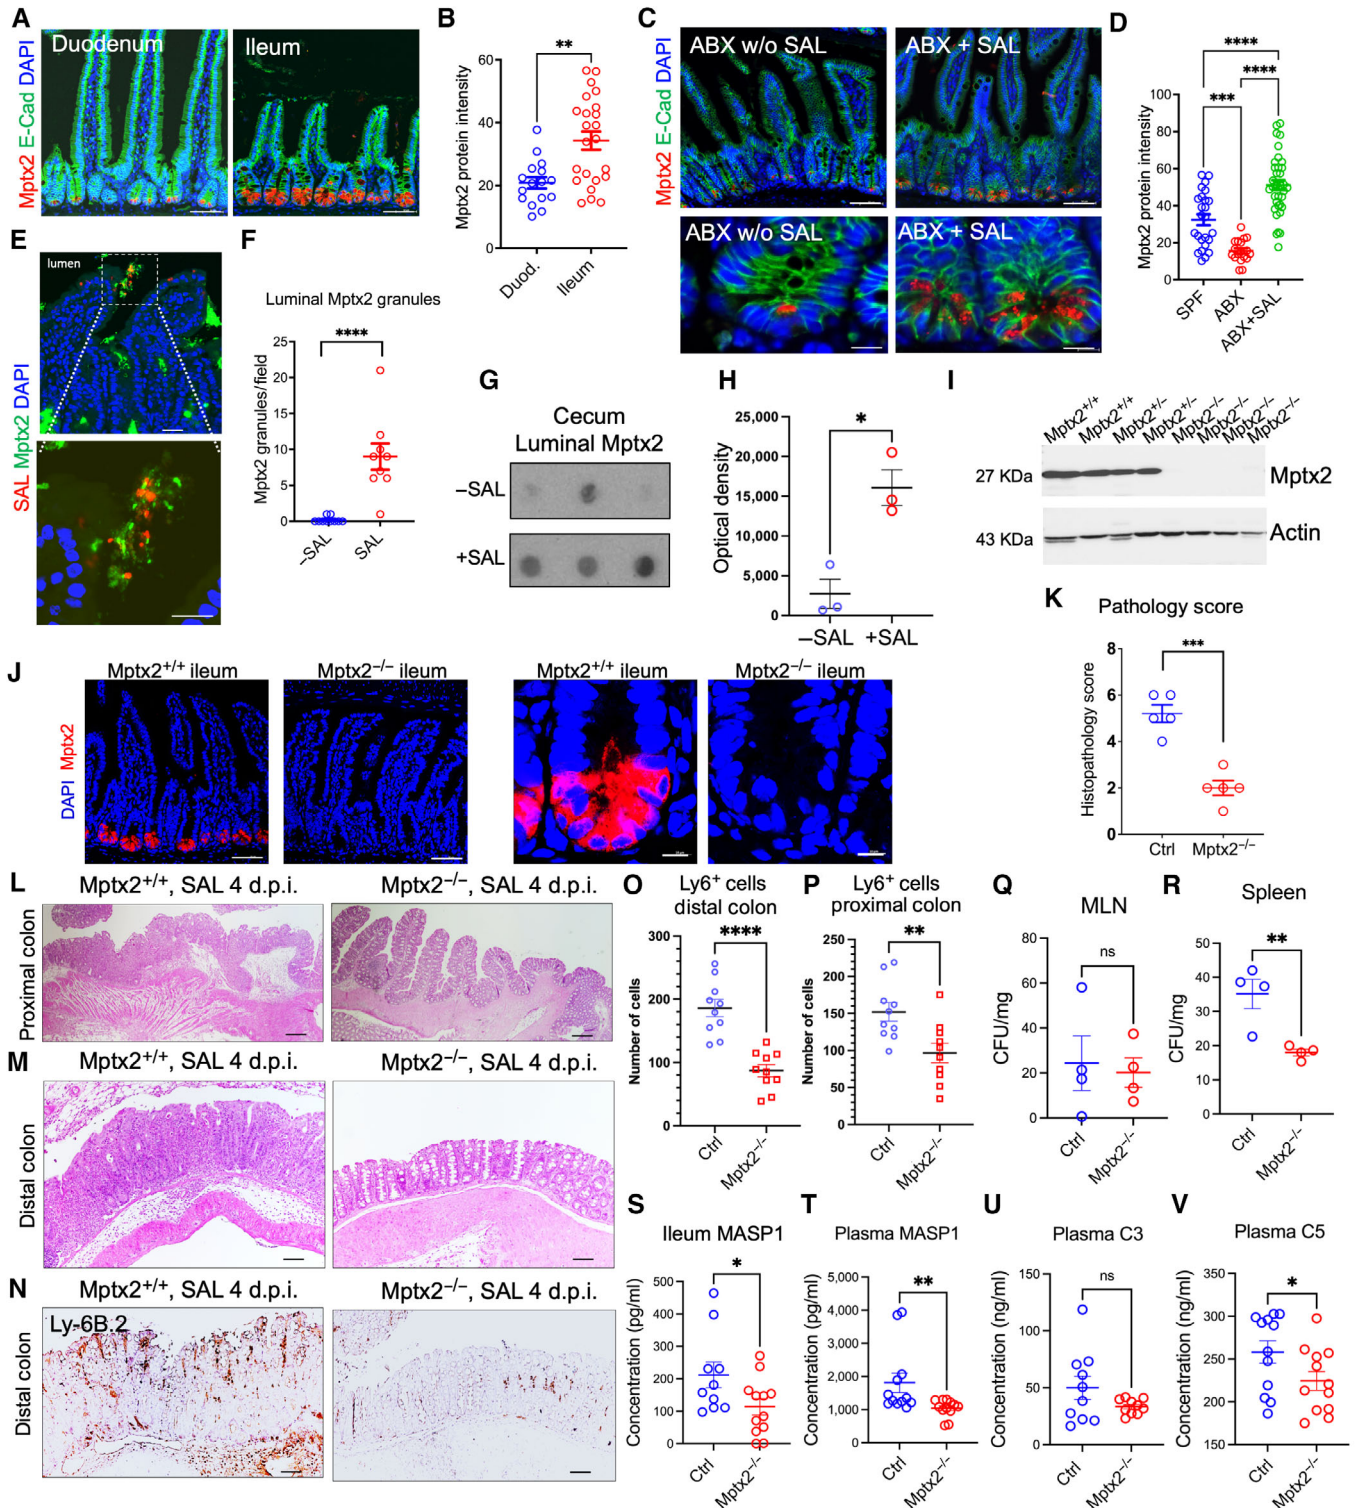 A
Mptx2 E-Cad DAPI
Duodenum
Ileum
B
Mptx2 protein intensity
60
40
20
0
**
Duod.
Ileum
C
Mptx2 E-Cad DAPI
ABX w/o SAL
ABX + SAL
ABX w/o SAL
ABX + SAL
D
Mptx2 protein intensity
100
80
60
40
20
0
****
****
***
SPF
ABX
ABX+SAL
E
SAL Mptx2 DAPI
lumen
F
Luminal Mptx2 granules
Mptx2 granules/field
25
20
15
10
5
0
****
–SAL
SAL
G
Cecum
Luminal Mptx2
–SAL
+SAL
H
Optical density
25,000
20,000
15,000
10,000
5,000
0
*
–SAL
+SAL
I
Mptx2+/+
Mptx2+/+
Mptx2+/–
Mptx2+/–
Mptx2–/–
Mptx2–/–
Mptx2–/–
Mptx2–/–
27 KDa
Mptx2
43 KDa
Actin
J
DAPI Mptx2
Mptx2+/+ ileum
Mptx2–/– ileum
Mptx2+/+ ileum
Mptx2–/– ileum
K
Pathology score
Histopathology score
8
6
4
2
0
***
Ctrl
Mptx2–/–
L
Mptx2+/+, SAL 4 d.p.i.
Mptx2–/–, SAL 4 d.p.i.
Proximal colon
M
Mptx2+/+, SAL 4 d.p.i.
Mptx2–/–, SAL 4 d.p.i.
Distal colon
N
Mptx2+/+, SAL 4 d.p.i.
Mptx2–/–, SAL 4 d.p.i.
Ly-6B.2
Distal colon
O
Ly6+ cells
distal colon
Number of cells
300
200
100
0
****
Ctrl
Mptx2–/–
P
Ly6+ cells
proximal colon
Number of cells
250
200
150
100
50
0
**
Ctrl
Mptx2–/–
Q
MLN
CFU/mg
80
60
40
20
0
ns
Ctrl
Mptx2–/–
R
Spleen
CFU/mg
50
40
30
20
10
0
**
Ctrl
Mptx2–/–
S
Ileum MASP1
Concentration (pg/ml)
500
400
300
200
100
0
*
Ctrl
Mptx2–/–
T
Plasma MASP1
Concentration (pg/ml)
5,000
4,000
3,000
2,000
1,000
0
**
Ctrl
Mptx2–/–
U
Plasma C3
Concentration (ng/ml)
150
100
50
0
ns
Ctrl
Mptx2–/–
V
Plasma C5
Concentration (ng/ml)
350
300
250
200
150
*
Ctrl
Mptx2–/–